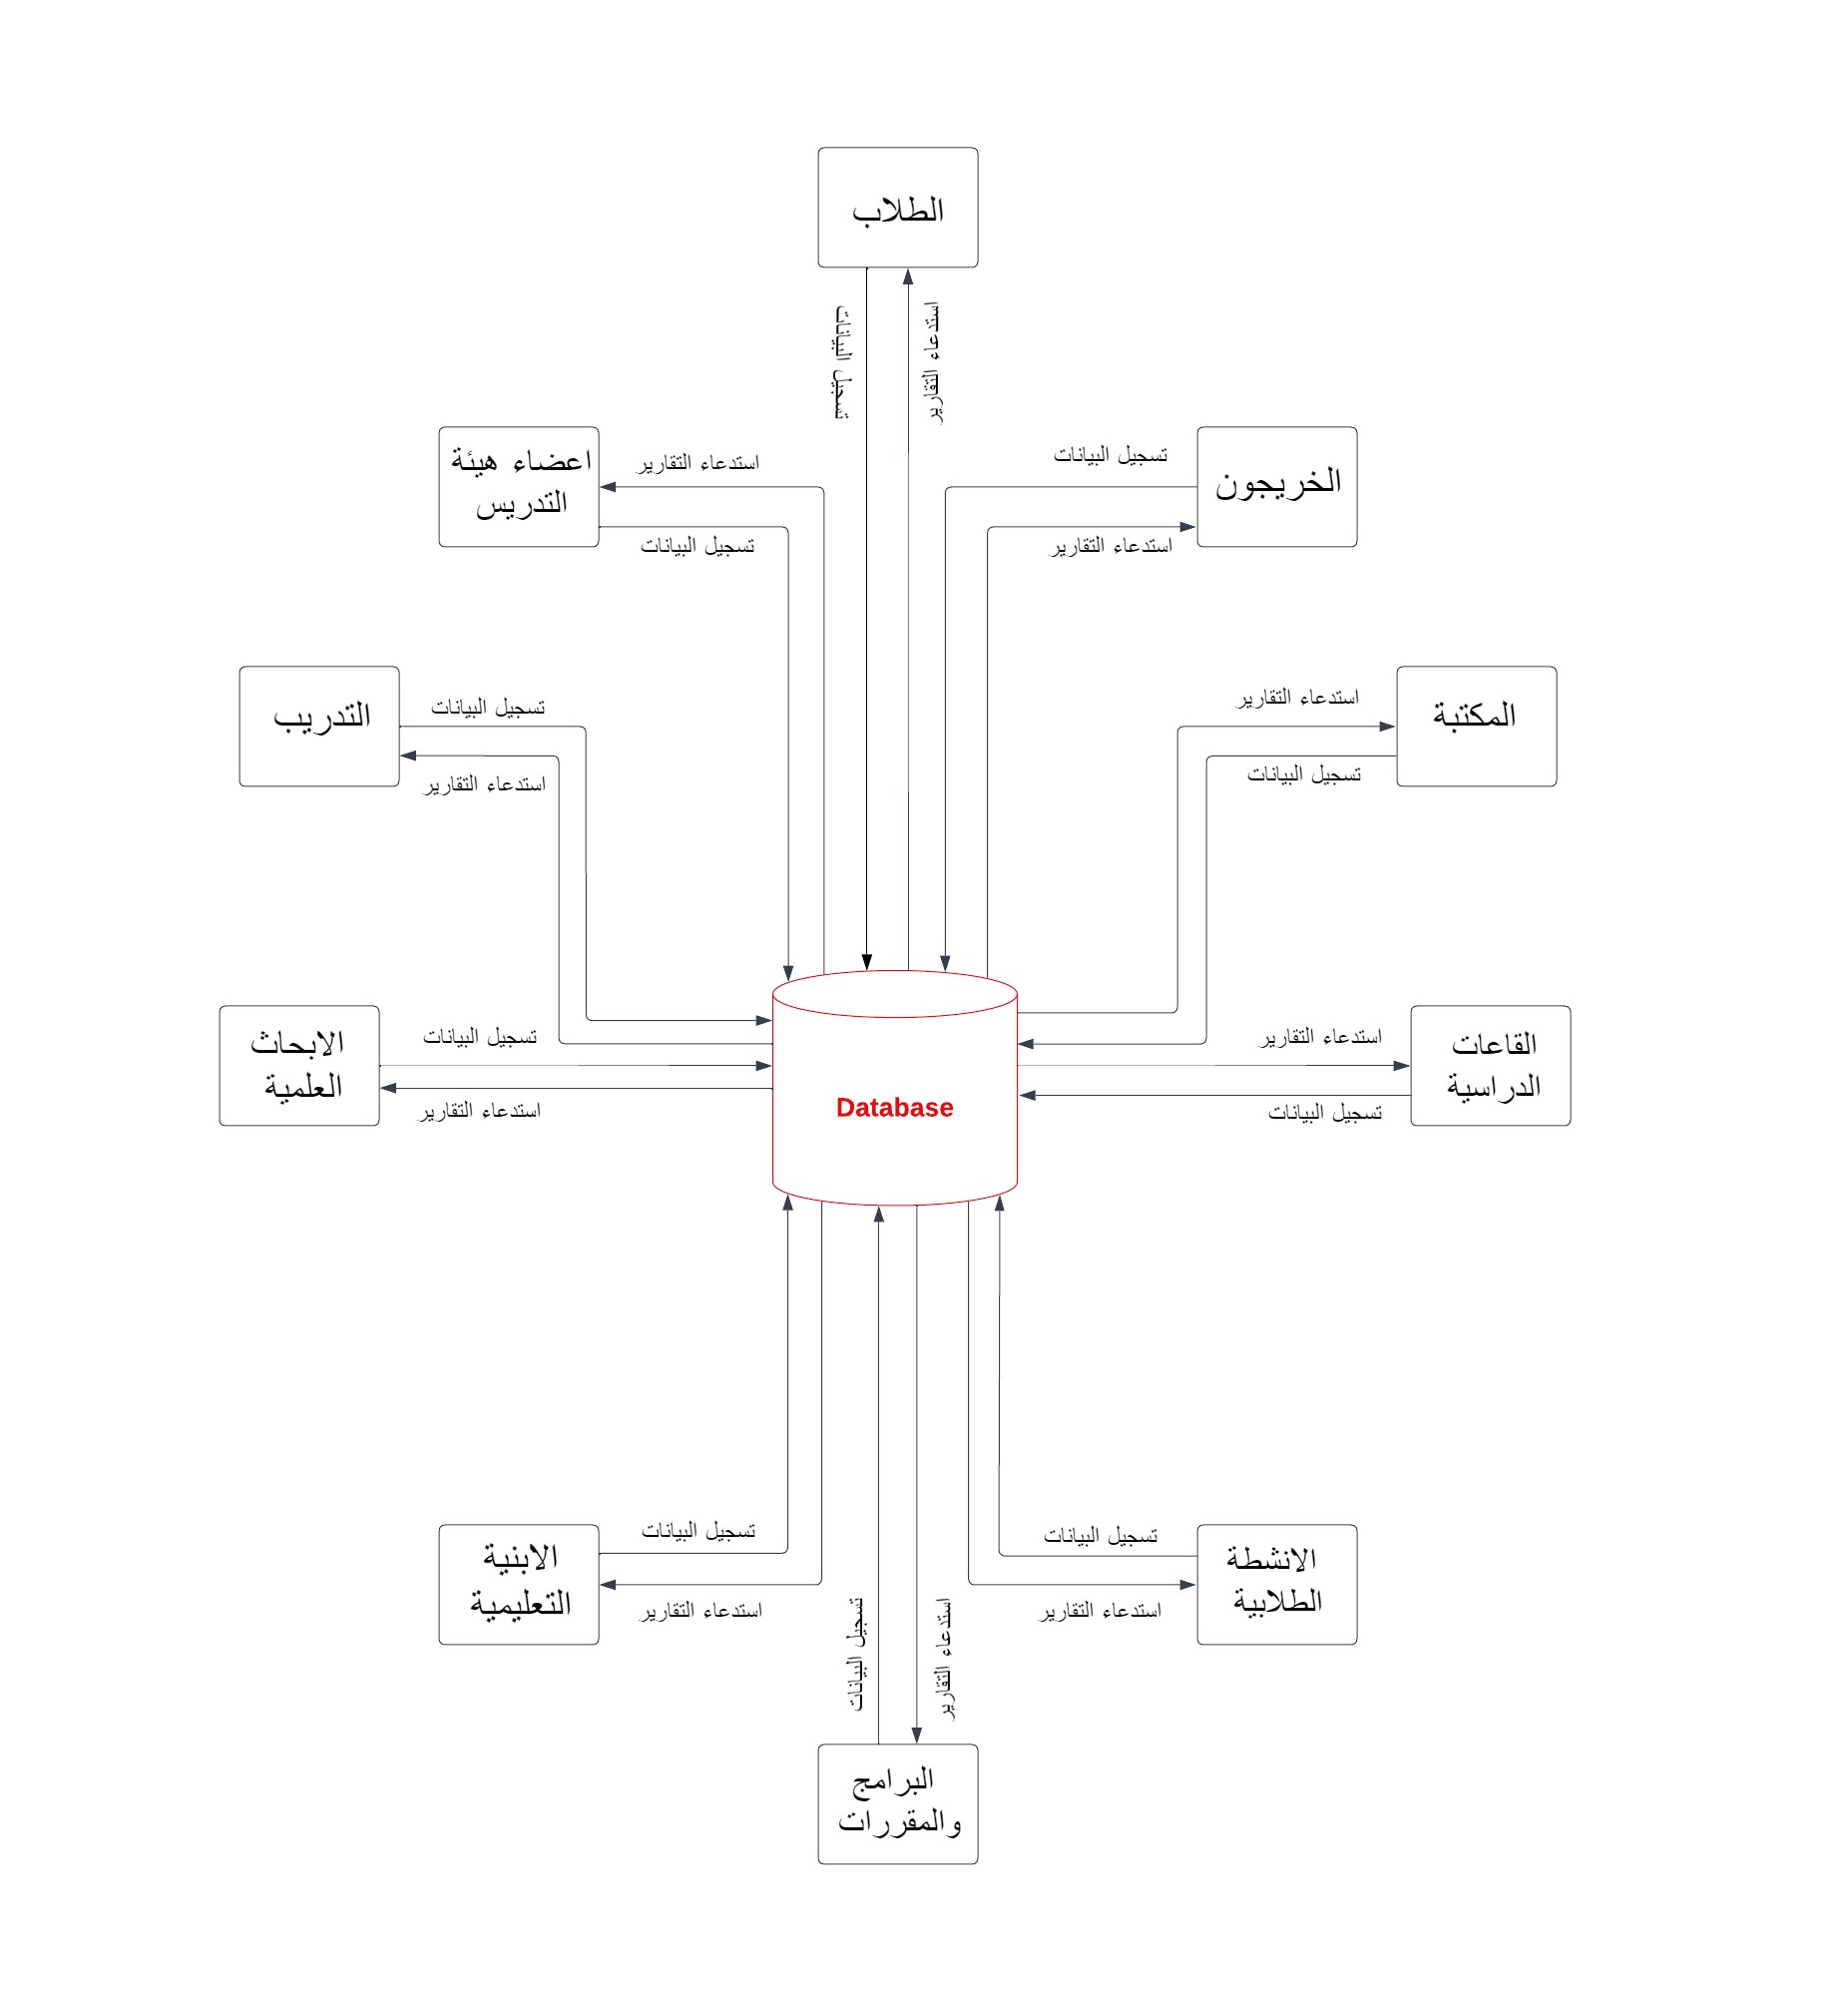 الطلاب
تسجيل البيانات
استدعاء التقارير
الخريجون
تسجيل البيانات
استدعاء التقارير
اعضاء هيئة
التدريس
استدعاء التقارير
تسجيل البيانات
المكتبة
استدعاء التقارير
تسجيل البيانات
التدريب
تسجيل البيانات
استدعاء التقارير
القاعات
الدراسية
استدعاء التقارير
تسجيل البيانات
Database
الابحاث
العلمية
تسجيل البيانات
استدعاء التقارير
الانشطة
الطلابية
تسجيل البيانات
استدعاء التقارير
الابنية
التعليمية
تسجيل البيانات
استدعاء التقارير
تسجيل البيانات
استدعاء التقارير
البرامج
والمقررات